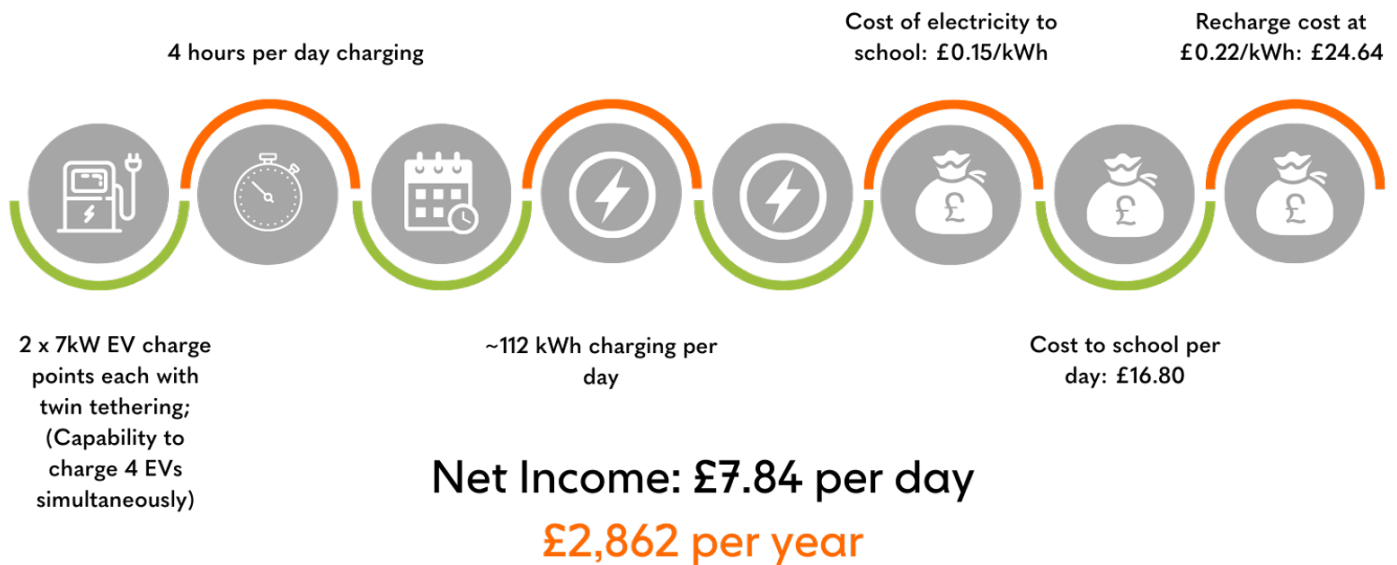 4 hours per day charging
Cost of electricity to
school: £0.15/kWh
Recharge cost at
£0.22/kWh: £24.64
£
£
£
2 x 7kW EV charge
points each with
twin tethering;
(Capability to
charge 4 EVs
simultaneously)
~112 kWh charging per
day
Cost to school per
day: £16.80
Net Income: £7.84 per day
£2,862 per year